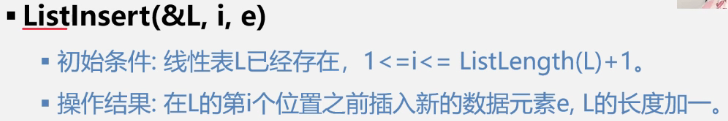 ▪ListInsert(&L, i, e)
▪初始条件: 线性表L已经存在，1<=i<= ListLength(L)+1。
▪操作结果: 在L的第i个位置之前插入新的数据元素e, L的长度加一。